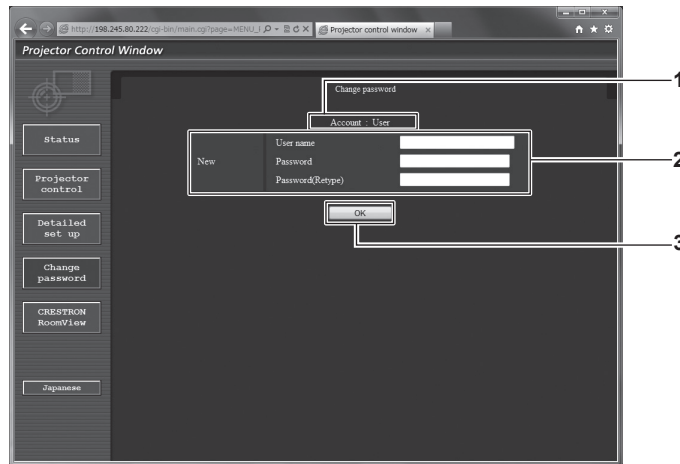 http://198.245.80.222/cgi-bin/main.cgi?page=MENU_I
Projector control window
Projector Control Window
Change password
1
Account : User
Status
User name
2
New
Password
Projector
control
Password(Retype)
OK
Detailed
set up
3
Change
password
CRESTRON
RoomView
Japanese